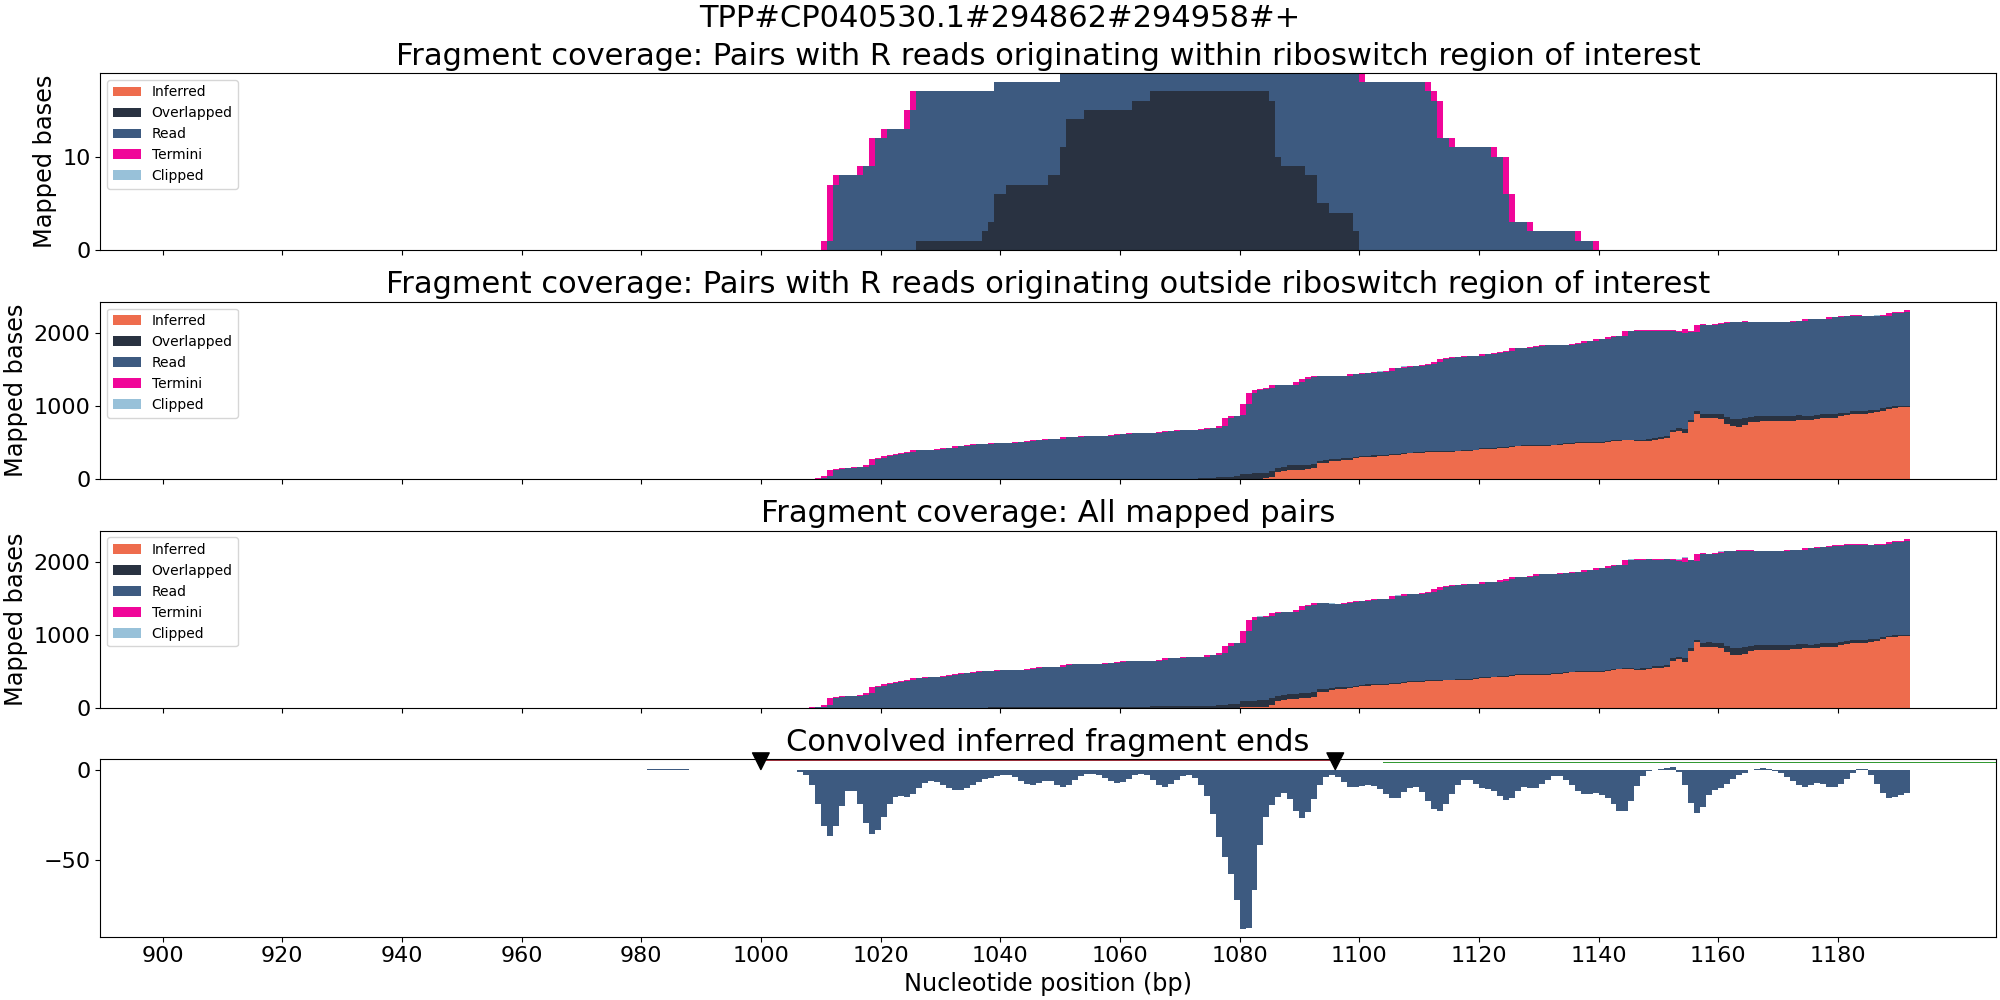 TPP#CP040530.1#294862#294958#+
Fragment coverage: Pairs with R reads originating within riboswitch region of interest
Mapped bases
10
0
Inferred
Overlapped
Read
Termini
Clipped
Fragment coverage: Pairs with R reads originating outside riboswitch region of interest
Mapped bases
2000
1000
0
Inferred
Overlapped
Read
Termini
Clipped
Fragment coverage: All mapped pairs
Mapped bases
2000
1000
0
Inferred
Overlapped
Read
Termini
Clipped
Convolved inferred fragment ends
0
−50
900 920 940 960 980 1000 1020 1040 1060 1080 1100 1120 1140 1160 1180
Nucleotide position (bp)